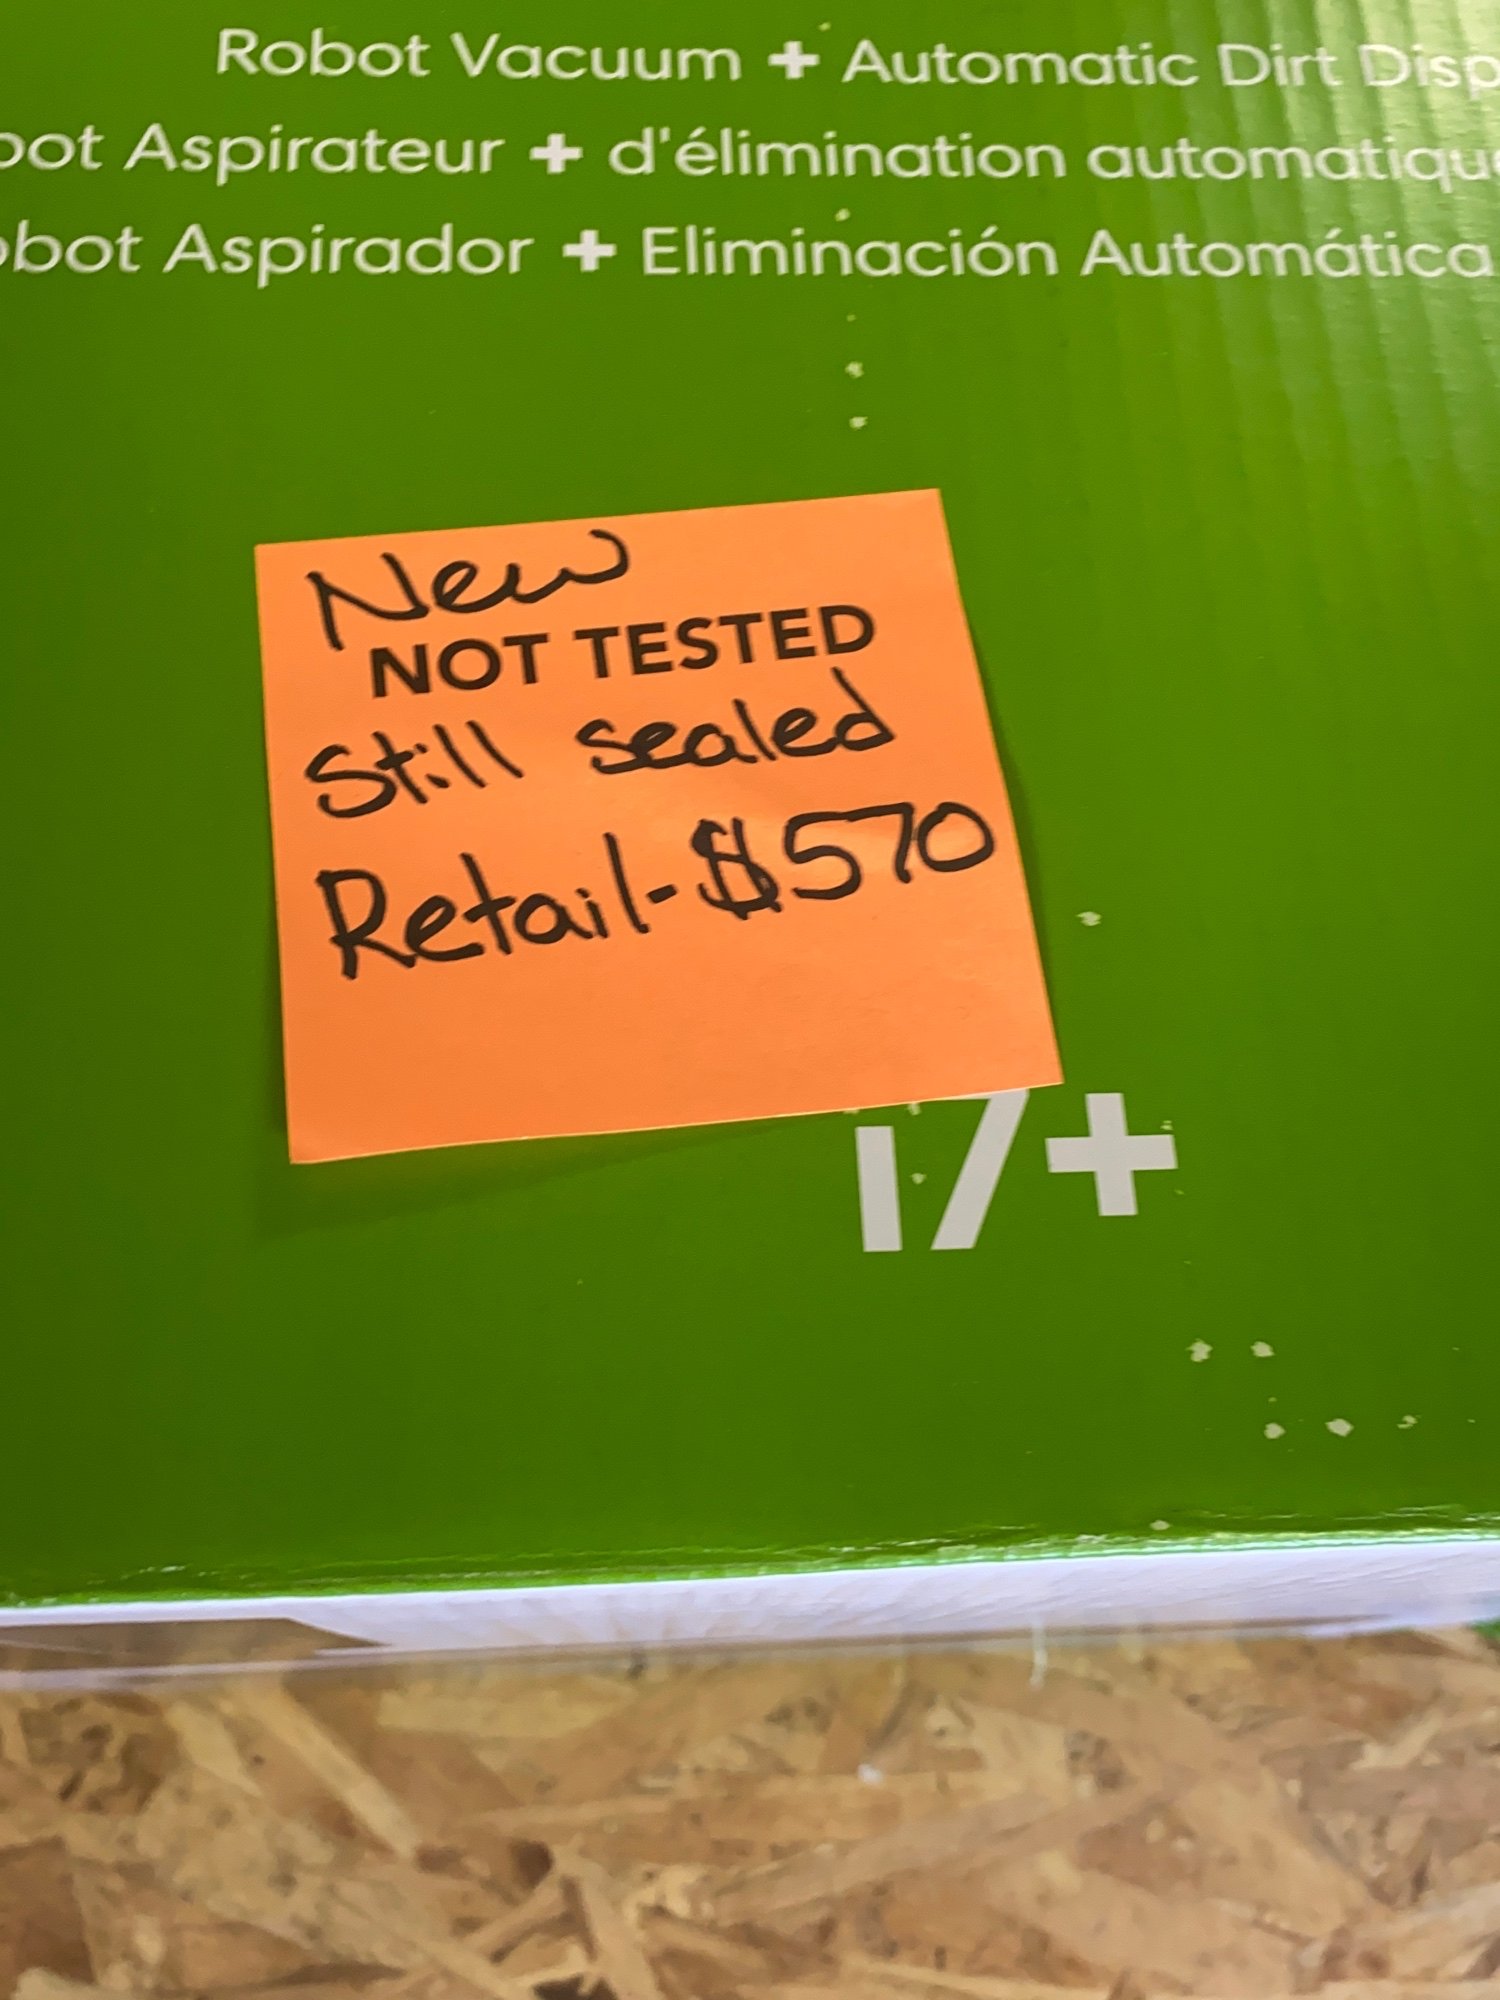 Robot Vacuum + Automatic Dirt Disp
bot Aspirateur + d'élimination automatiqu
obot Aspirador + Eliminación Automática
New
NOT TESTED
Still sealed
Retail-$570
i7+